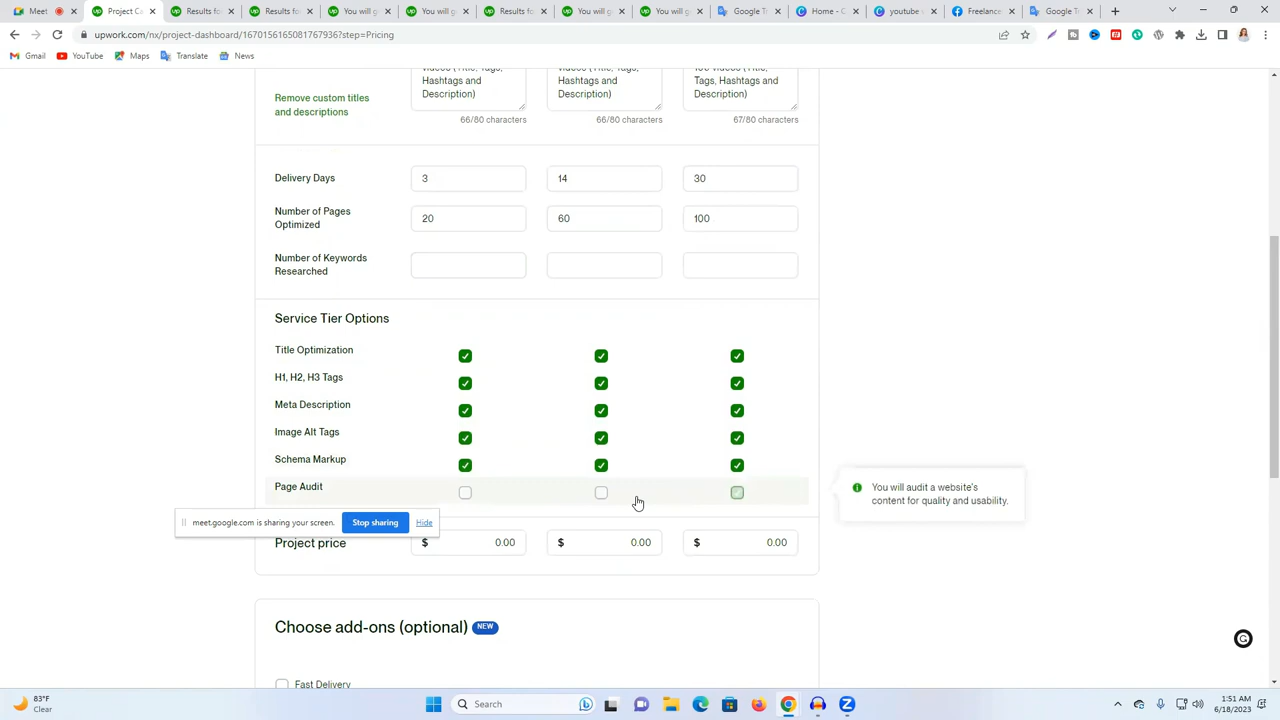 Meet
Project Ca
Results fo
Results fo
You will g
You will g
Results fo
You will g
You will g
Google T
Home - C
youtube s
Freelance
Google T
upwork.com/nx/project-dashboard/1670156165081767936?step=Pricing
Gmail
YouTube
Maps
Translate
News
Hashtags and
Description)
Hashtags and
Description)
Tags, Hashtags and
Description)
Remove custom titles
and descriptions
66/80 characters
66/80 characters
67/80 characters
Delivery Days
3
14
30
Number of Pages
Optimized
20
60
100
Number of Keywords
Researched
Service Tier Options
Title Optimization
H1, H2, H3 Tags
Meta Description
Image Alt Tags
Schema Markup
Page Audit
You will audit a website's
content for quality and usability.
meet.google.com is sharing your screen.
Stop sharing
Hide
Project price
$ 0.00
$ 0.00
$ 0.00
Choose add-ons (optional) NEW
Fast Delivery
83°F
Clear
Search
1:51 AM
6/18/2023